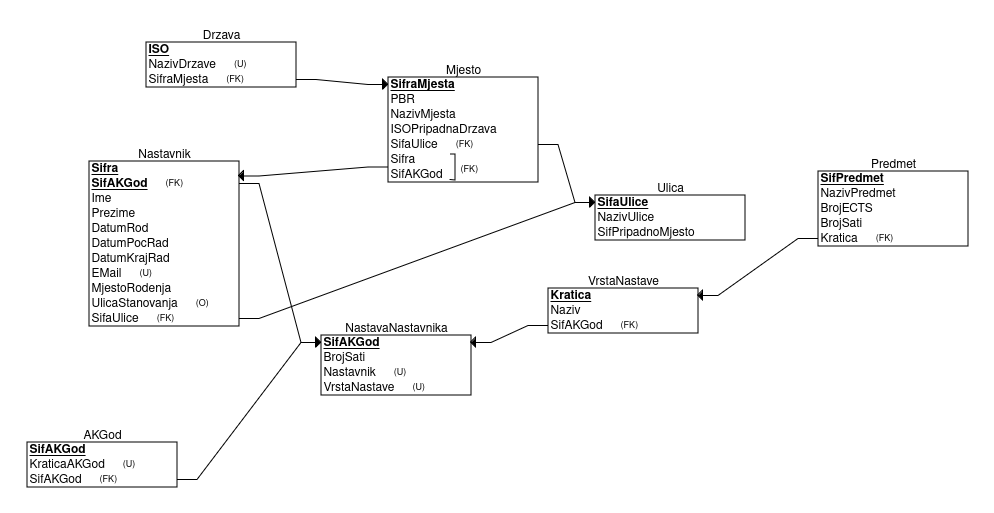 Drzava
ISO
NazivDrzave (U)
SifraMjesta (FK)
Mjesto
SifraMjesta
PBR
NazivMjesta
ISOPripadnaDrzava
SifaUlice (FK)
Sifra
SifAKGod (FK)
Nastavnik
Sifra
SifAKGod (FK)
Ime
Prezime
DatumRod
DatumPocRad
DatumKrajRad
EMail (U)
MjestoRodenja
UlicaStanovanja (O)
SifaUlice (FK)
Ulica
SifaUlice
NazivUlice
SifPripadnoMjesto
Predmet
SifPredmet
NazivPredmet
BrojECTS
BrojSati
Kratica (FK)
VrstaNastave
Kratica
Naziv
SifAKGod (FK)
NastavaNastavnika
SifAKGod
BrojSati
Nastavnik (U)
VrstaNastave (U)
AKGod
SifAKGod
KraticaAKGod (U)
SifAKGod (FK)